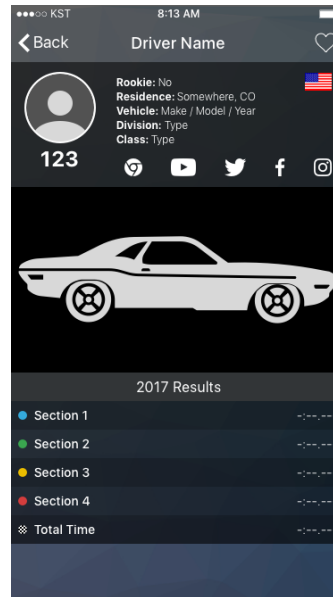 KST 8:13 AM
Back Driver Name
Rookie: No
Residence: Somewhere, CO
Vehicle: Make / Model / Year
Division: Type
Class: Type
123
2017 Results
Section 1 -:--.--
Section 2 -:--.--
Section 3 -:--.--
Section 4 -:--.--
Total Time -:--.--